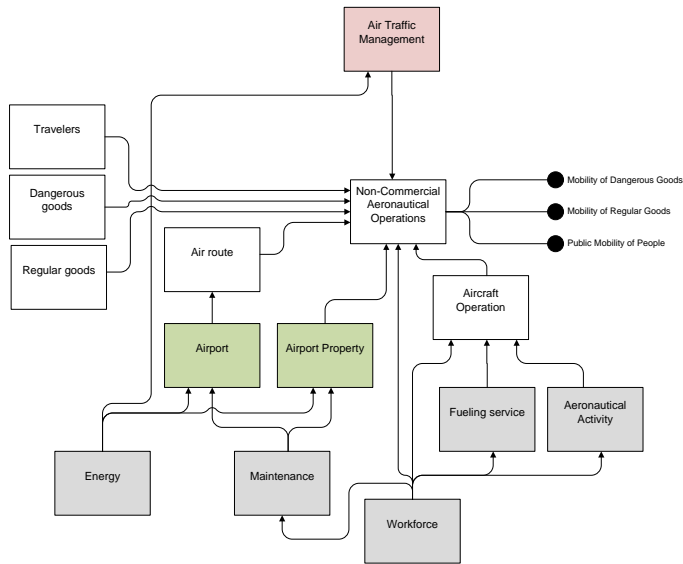 Air Traffic
Management
Travelers
Dangerous
goods
Regular goods
Non-Commercial
Aeronautical
Operations
Mobility of Dangerous Goods
Mobility of Regular Goods
Public Mobility of People
Air route
Aircraft
Operation
Airport
Airport Property
Fueling service
Aeronautical
Activity
Energy
Maintenance
Workforce